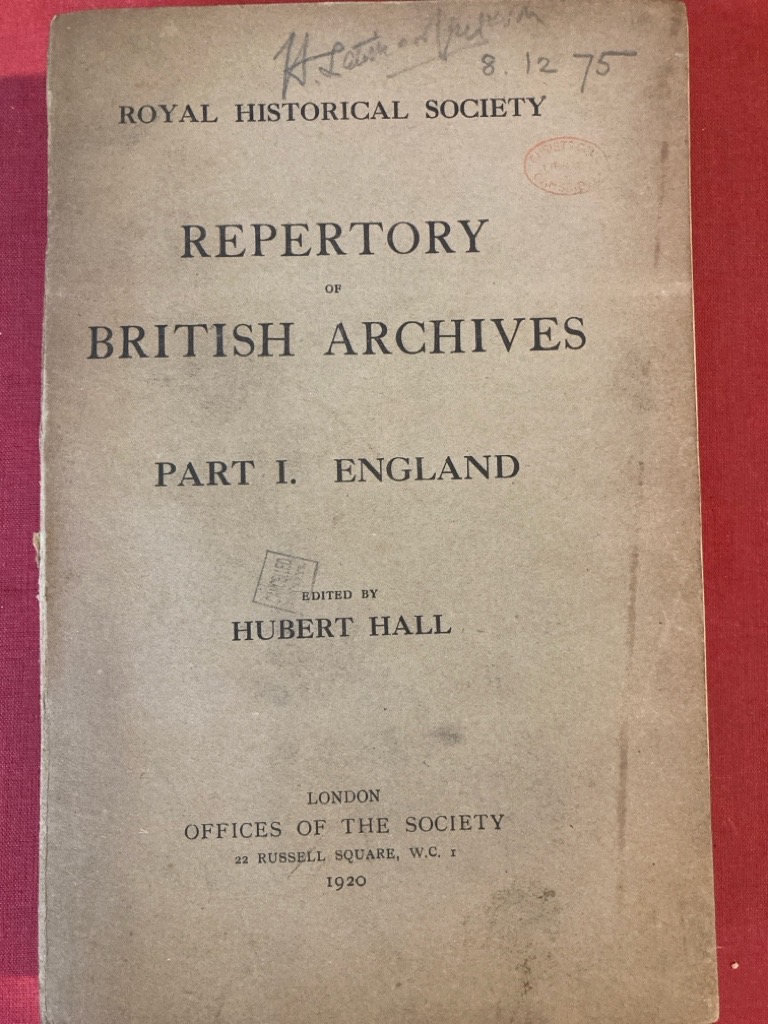 8. 12 75
ROYAL HISTORICAL SOCIETY
REPERTORY
OF
BRITISH ARCHIVES
PART I. ENGLAND
EDITED BY
HUBERT HALL
LONDON
OFFICES OF THE SOCIETY
22 RUSSELL SQUARE, W.C. 1
1920